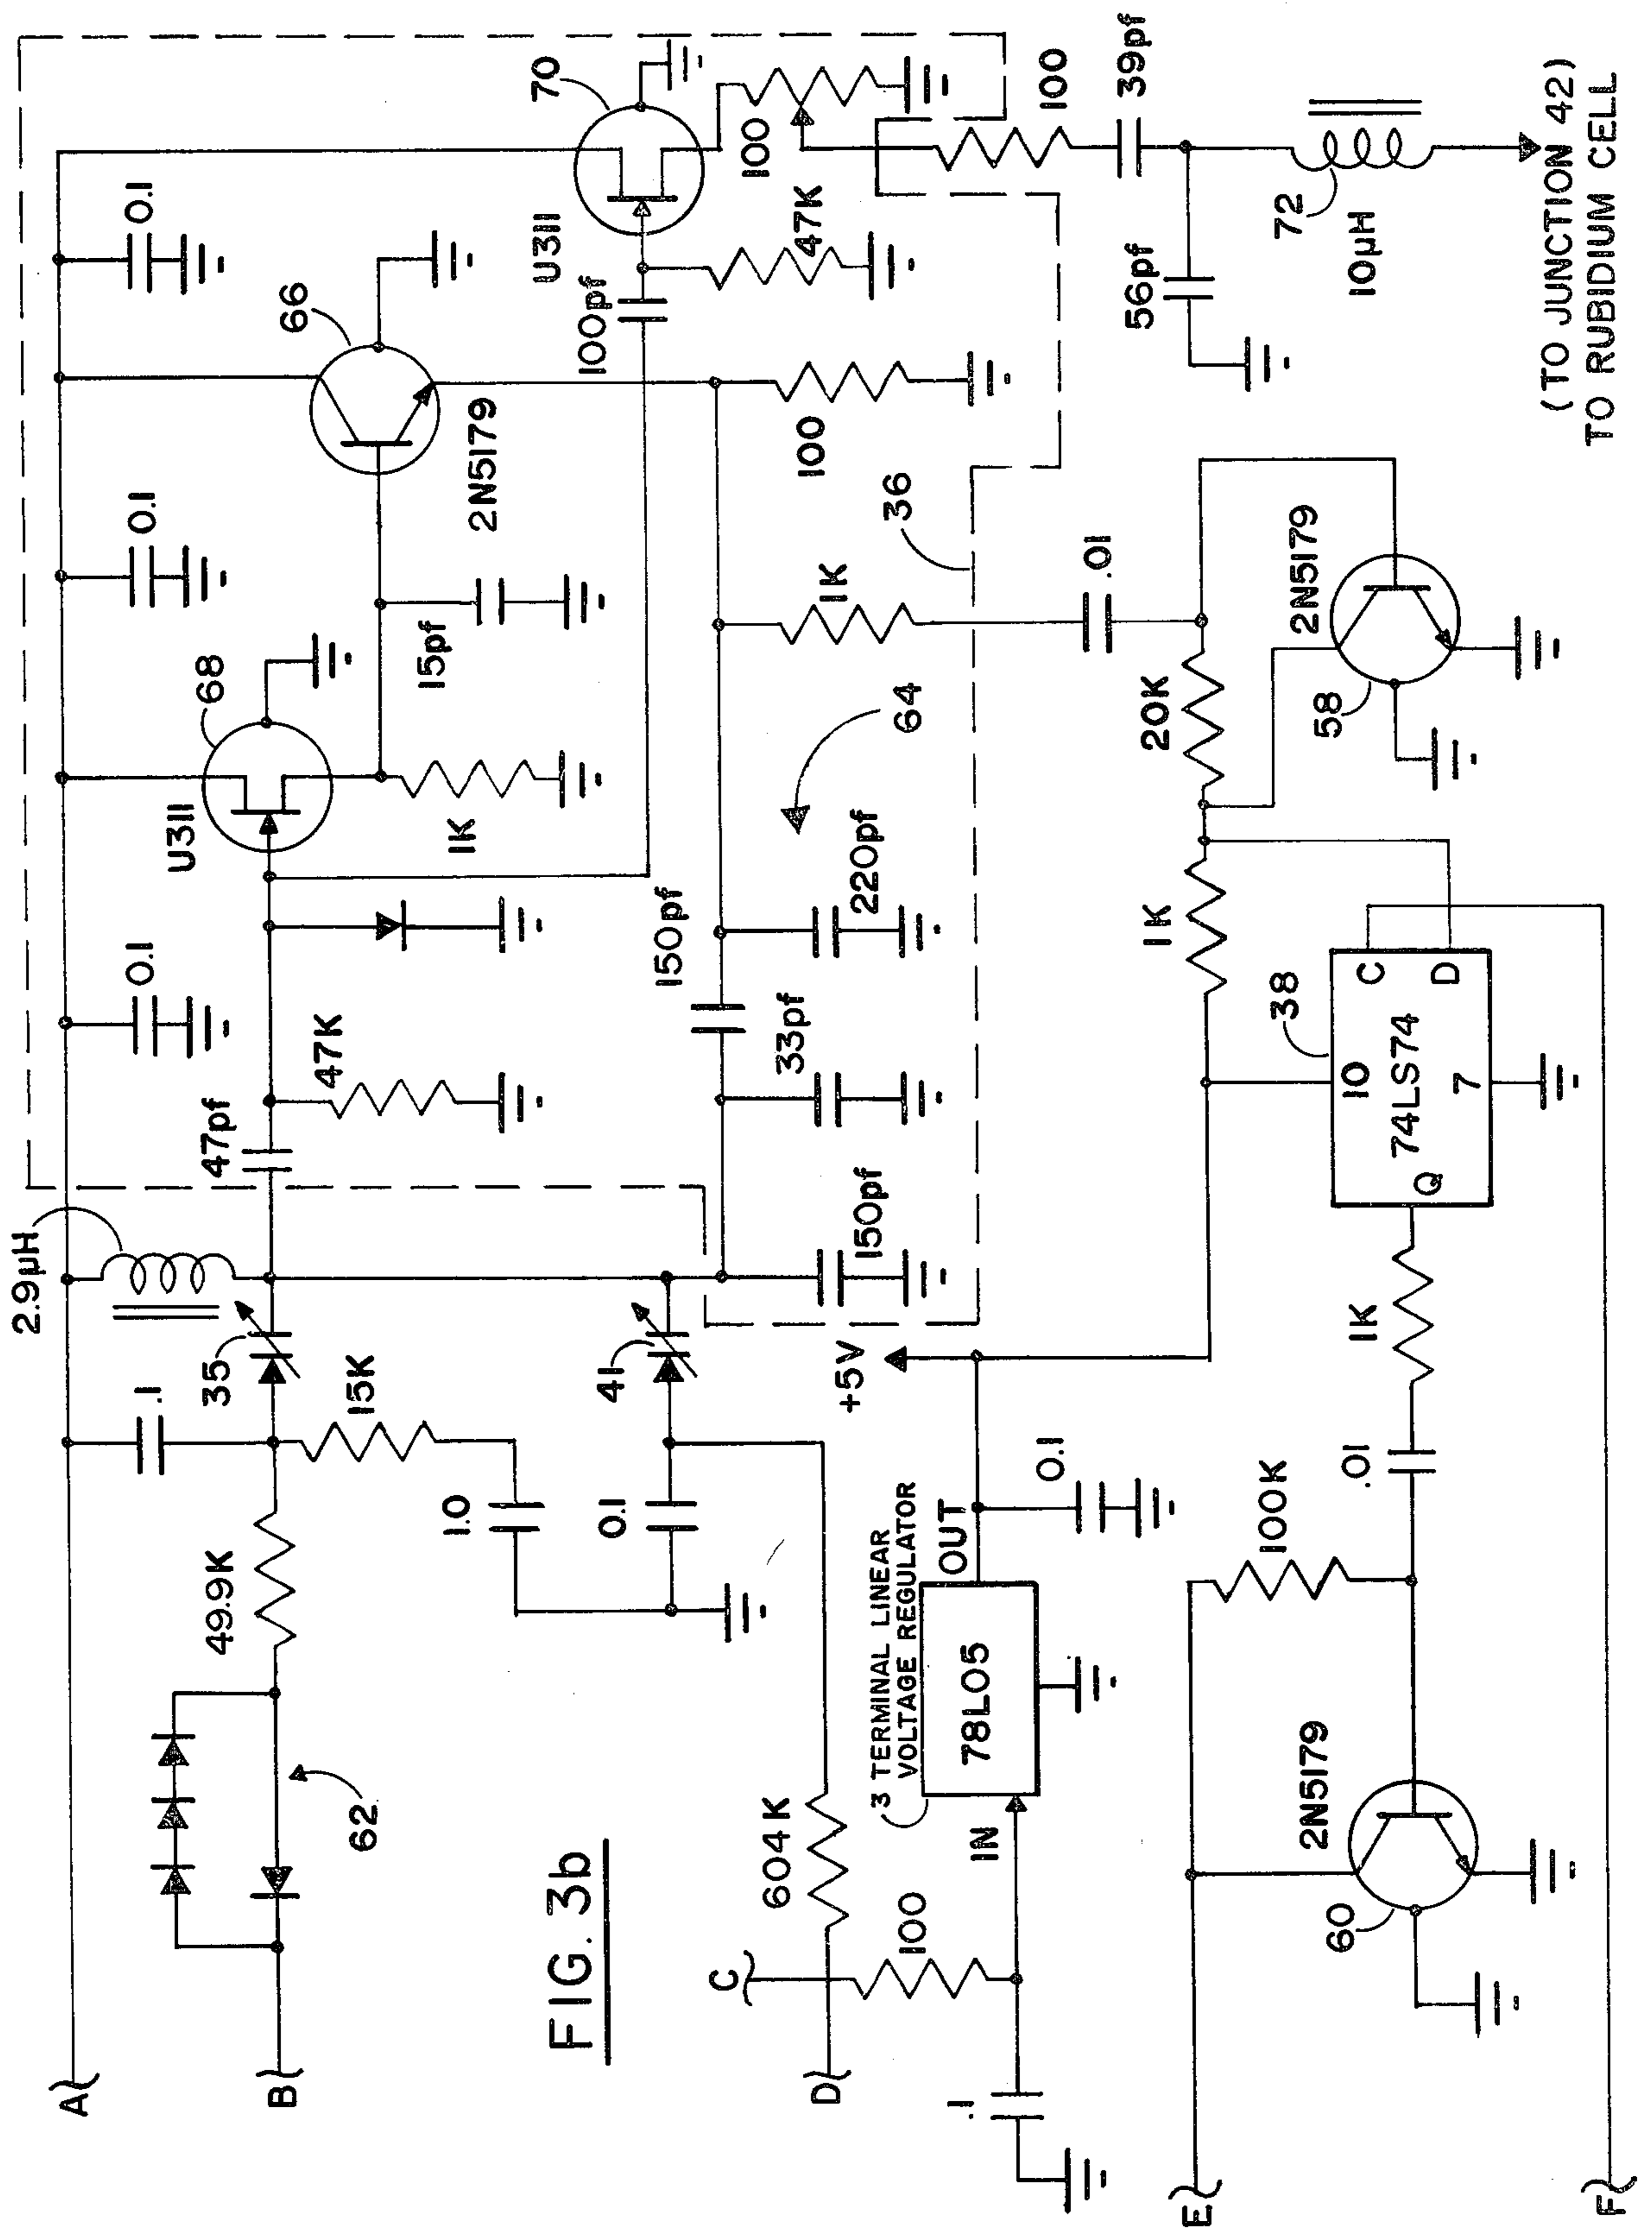 A
B
C
D
E
F
2.9µH
.1
35
15K
49.9K
62
1.0
0.1
41
604K
100
FIG. 3b
3 TERMINAL LINEAR
VOLTAGE REGULATOR
78L05
IN
OUT
.1
0.1
+5V
47pf
47K
0.1
U311
68
1K
0.1
15pf
66
2N5179
0.1
70
U311
100pf
47K
100
100
39pf
56pf
72
10µH
(TO JUNCTION 42)
TO RUBIDIUM CELL
150pf
33pf
150pf
220pf
64
1K
36
100
.01
20K
1K
2N5179
58
38
10
C
D
74LS74
Q
7
1K
.01
100K
2N5179
60